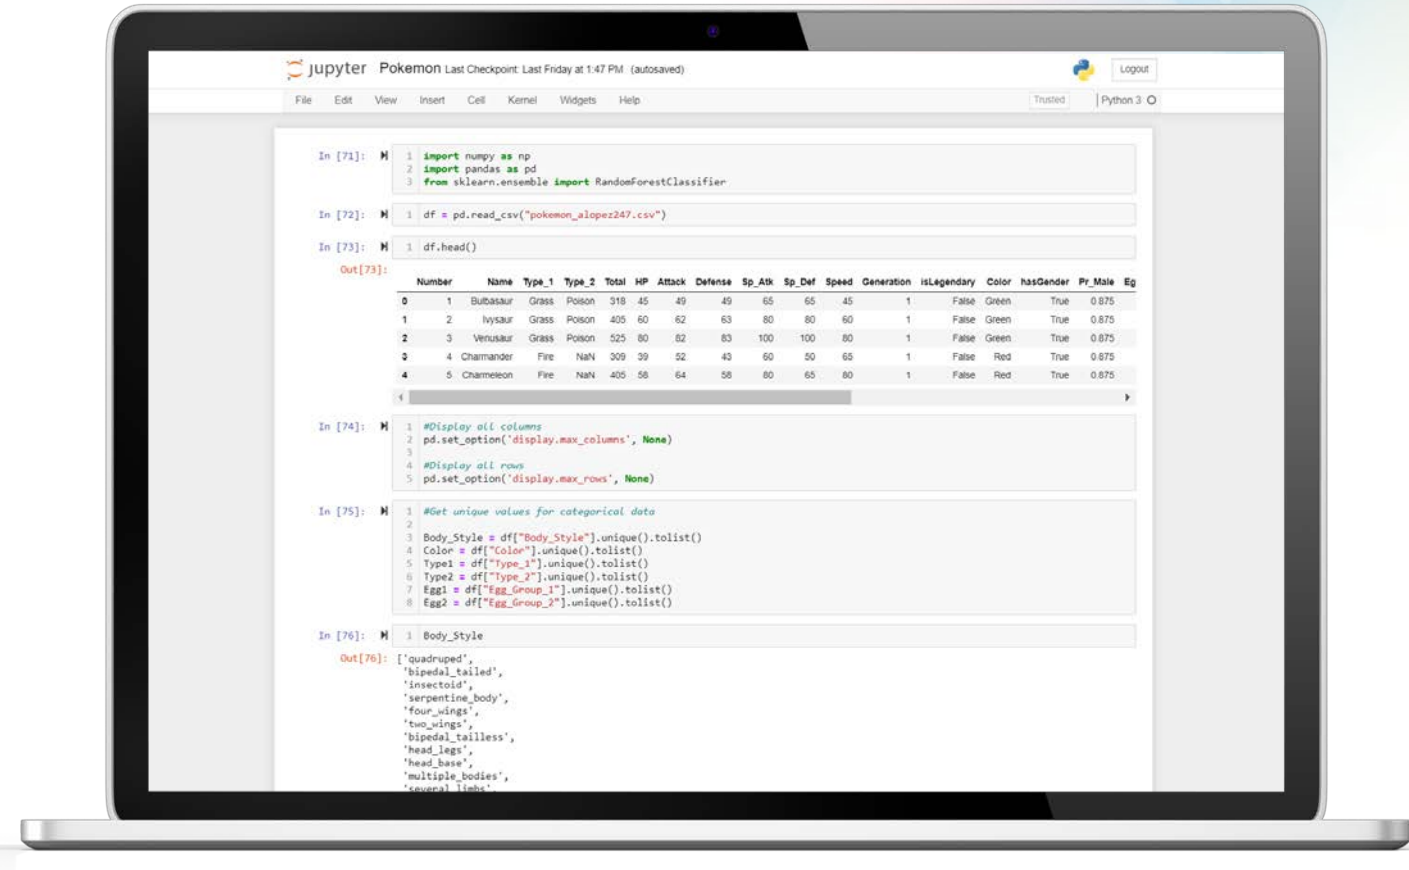 jupyter Pokemon Last Checkpoint: Last Friday at 1:47 PM (autosaved) Logout
File Edit View Insert Cell Kernel Widgets Help Trusted Python 3
In [71]: 1 import numpy as np
2 import pandas as pd
3 from sklearn.ensemble import RandomForestClassifier
In [72]: 1 df = pd.read_csv("pokemon_alopez247.csv")
In [73]: 1 df.head()
Out[73]:
Number Name Type_1 Type_2 Total HP Attack Defense Sp_Atk Sp_Def Speed Generation isLegendary Color hasGender Pr_Male Eg
0 1 Bulbasaur Grass Poison 318 45 49 49 65 65 45 1 False Green True 0.875
1 2 Ivysaur Grass Poison 405 60 62 63 80 80 60 1 False Green True 0.875
2 3 Venusaur Grass Poison 525 80 82 83 100 100 80 1 False Green True 0.875
3 4 Charmander Fire NaN 309 39 52 43 60 50 65 1 False Red True 0.875
4 5 Charmeleon Fire NaN 405 58 64 58 80 65 80 1 False Red True 0.875
In [74]: 1 #Display all columns
2 pd.set_option('display.max_columns', None)
3
4 #Display all rows
5 pd.set_option('display.max_rows', None)
In [75]: 1 #Get unique values for categorical data
2
3 Body_Style = df["Body_Style"].unique().tolist()
4 Color = df["Color"].unique().tolist()
5 Type1 = df["Type_1"].unique().tolist()
6 Type2 = df["Type_2"].unique().tolist()
7 Egg1 = df["Egg_Group_1"].unique().tolist()
8 Egg2 = df["Egg_Group_2"].unique().tolist()
In [76]: 1 Body_Style
Out[76]: ['quadruped',
'bipedal_tailed',
'insectoid',
'serpentine_body',
'four_wings',
'two_wings',
'bipedal_tailless',
'head_legs',
'head_base',
'multiple_bodies',
'several_limbs',